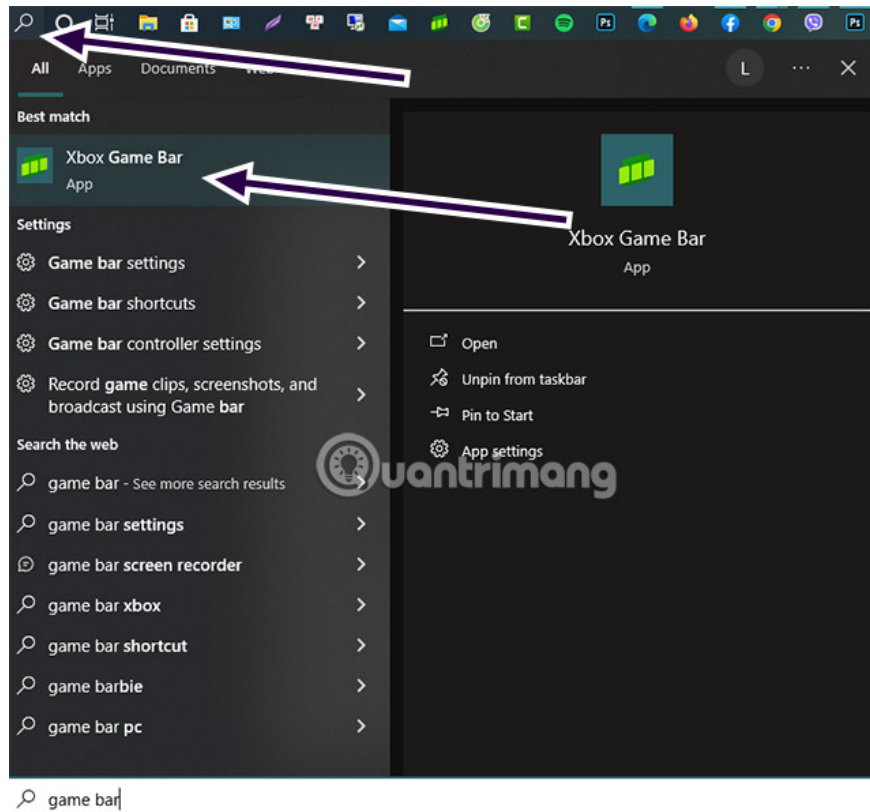 All Apps Documents Web
L
Best match
Xbox Game Bar
App
Settings
Game bar settings
Game bar shortcuts
Game bar controller settings
Record game clips, screenshots, and
broadcast using Game bar
Search the web
game bar - See more search results
game bar settings
game bar screen recorder
game bar xbox
game bar shortcut
game barbie
game bar pc
Xbox Game Bar
App
Open
Unpin from taskbar
Pin to Start
App settings
Quantrimang
game bar
Ps
Ps